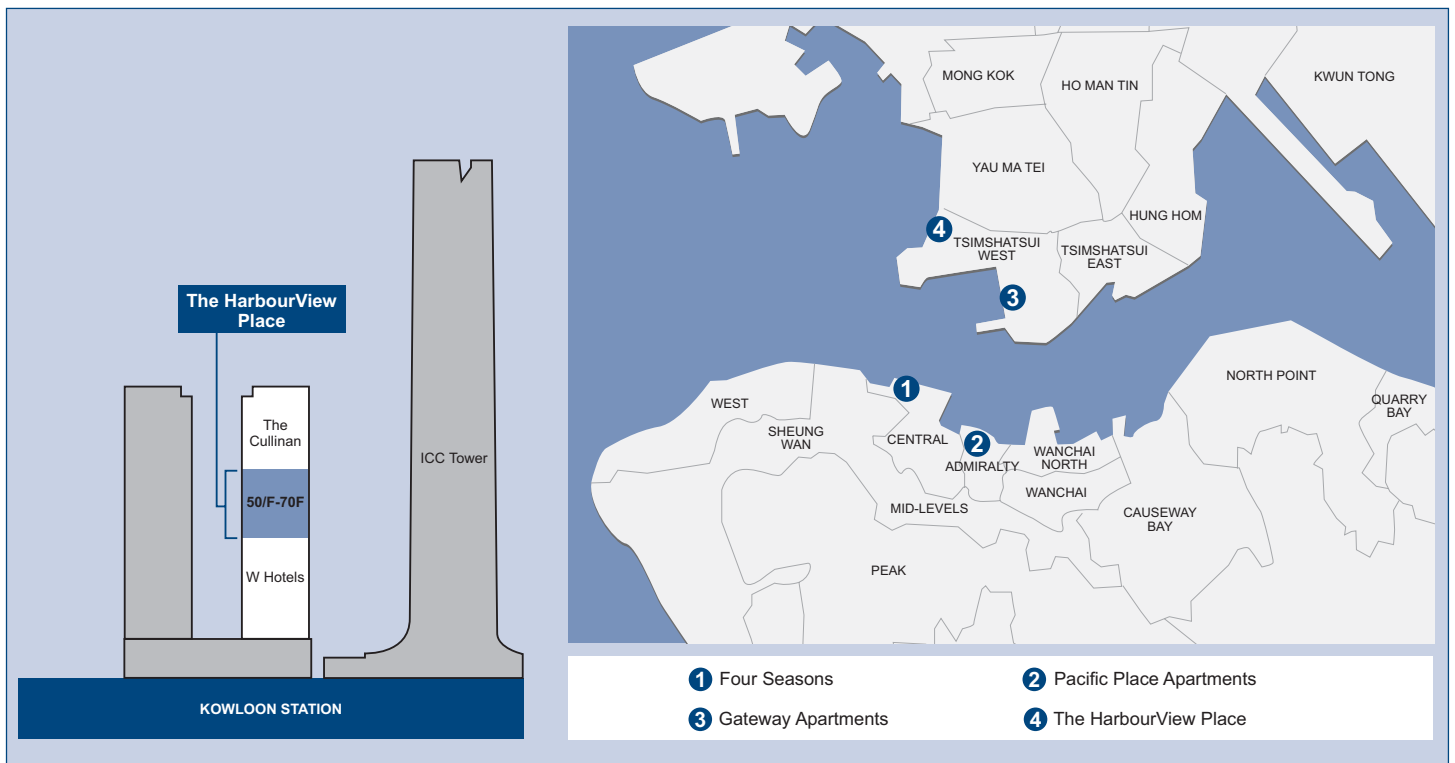 The HarbourView
Place
The
Cullinan
50/F-70F
W Hotels
ICC Tower
KOWLOON STATION
MONG KOK
HO MAN TIN
KWUN TONG
YAU MA TEI
HUNG HOM
4
TSIMSHATSUI
WEST
TSIMSHATSUI
EAST
3
1
NORTH POINT
WEST
QUARRY
BAY
SHEUNG
WAN
CENTRAL
2
ADMIRALTY
WANCHAI
NORTH
WANCHAI
MID-LEVELS
CAUSEWAY
BAY
PEAK
1 Four Seasons
2 Pacific Place Apartments
3 Gateway Apartments
4 The HarbourView Place